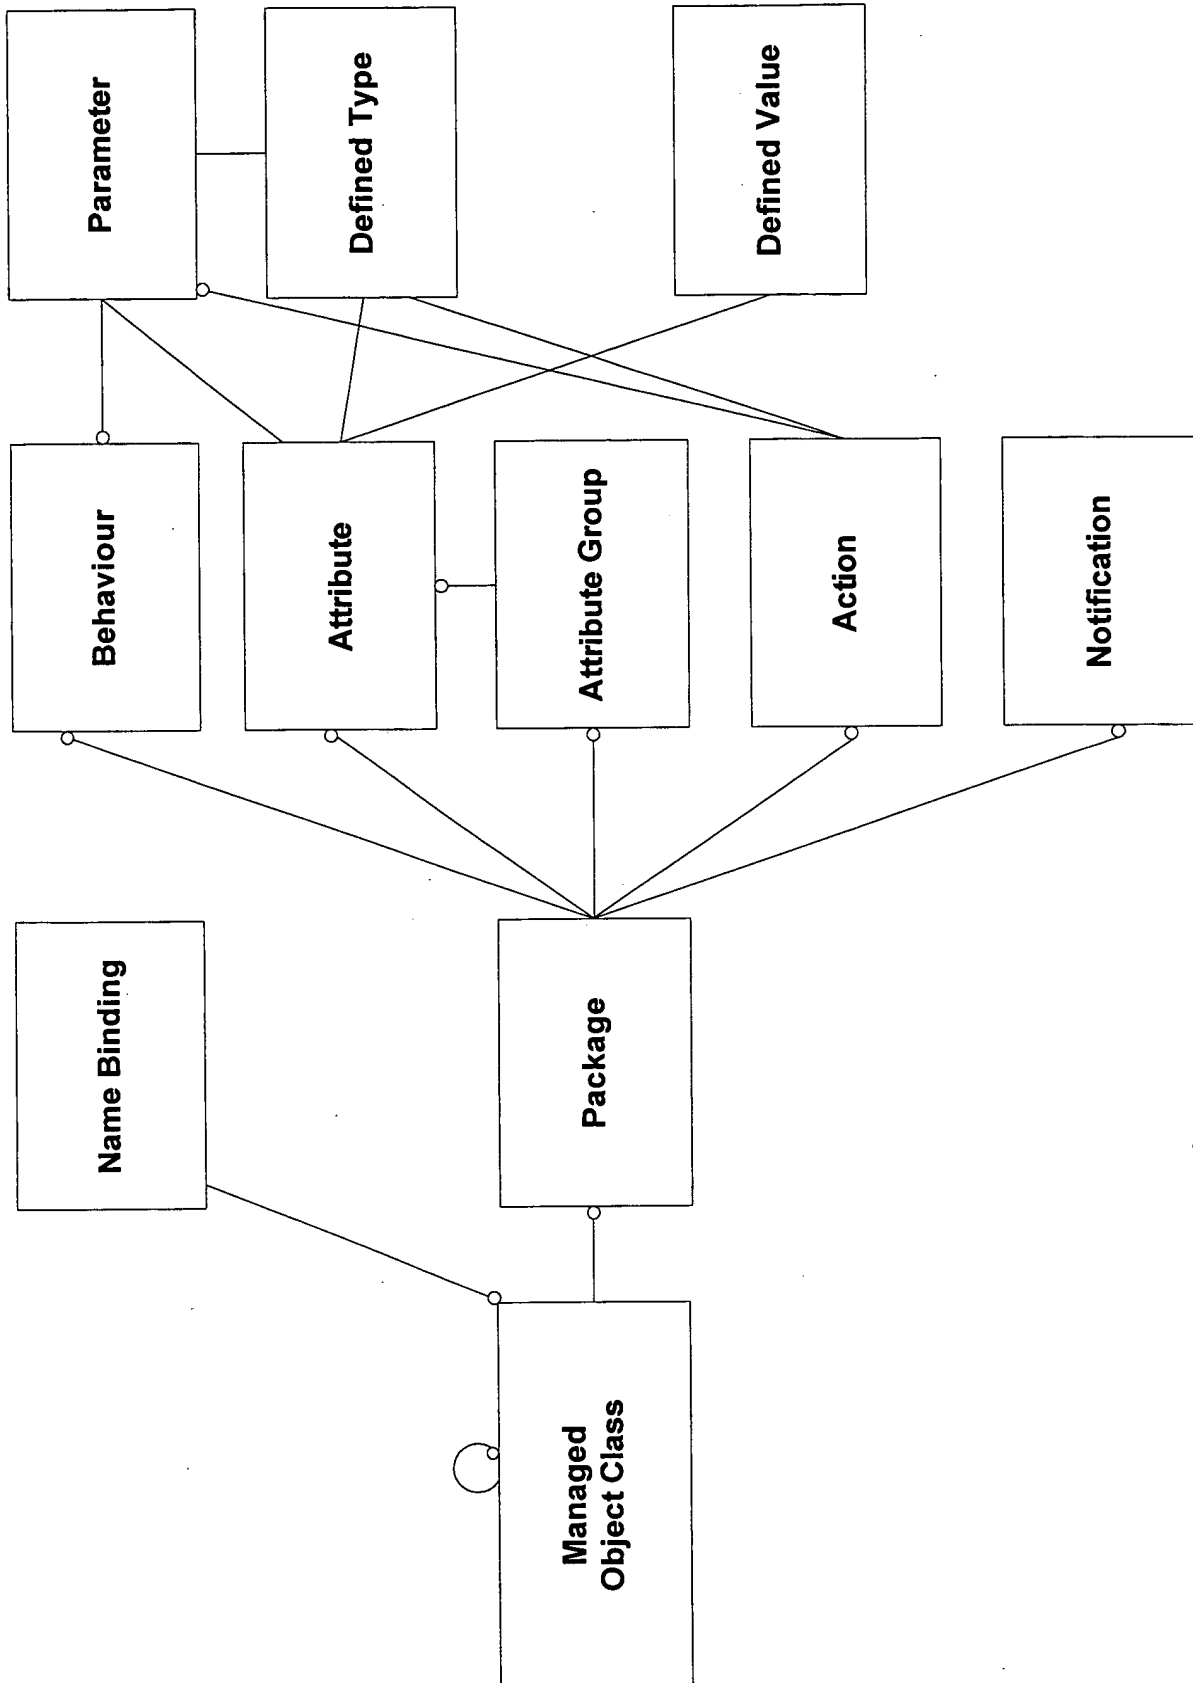 Managed
Object Class
Name Binding
Package
Behaviour
Attribute
Attribute Group
Action
Notification
Parameter
Defined Type
Defined Value